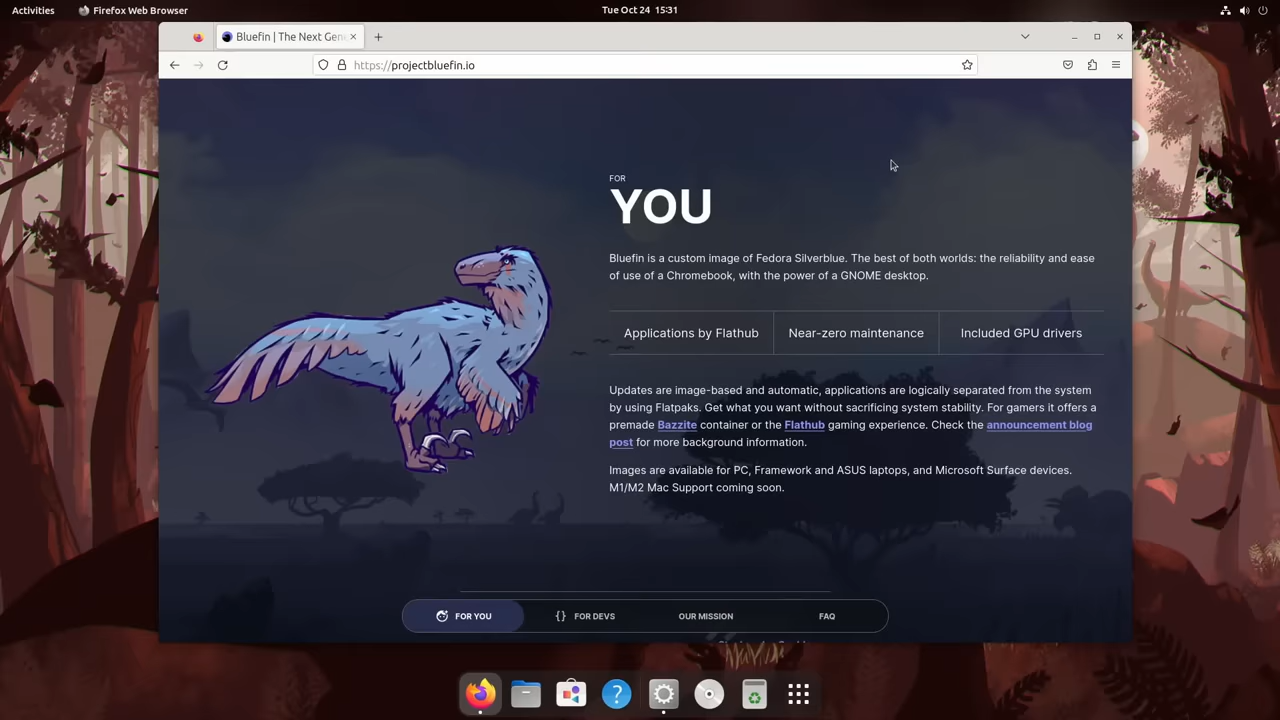 Activities Firefox Web Browser Tue Oct 24 15:31
Bluefin | The Next Gen
https://projectbluefin.io
FOR
YOU
Bluefin is a custom image of Fedora Silverblue. The best of both worlds: the reliability and ease
of use of a Chromebook, with the power of a GNOME desktop.
Applications by Flathub Near-zero maintenance Included GPU drivers
Updates are image-based and automatic, applications are logically separated from the system
by using Flatpaks. Get what you want without sacrificing system stability. For gamers it offers a
premade Bazzite container or the Flathub gaming experience. Check the announcement blog
post for more background information.
Images are available for PC, Framework and ASUS laptops, and Microsoft Surface devices.
M1/M2 Mac Support coming soon.
FOR YOU {} FOR DEVS OUR MISSION FAQ
?